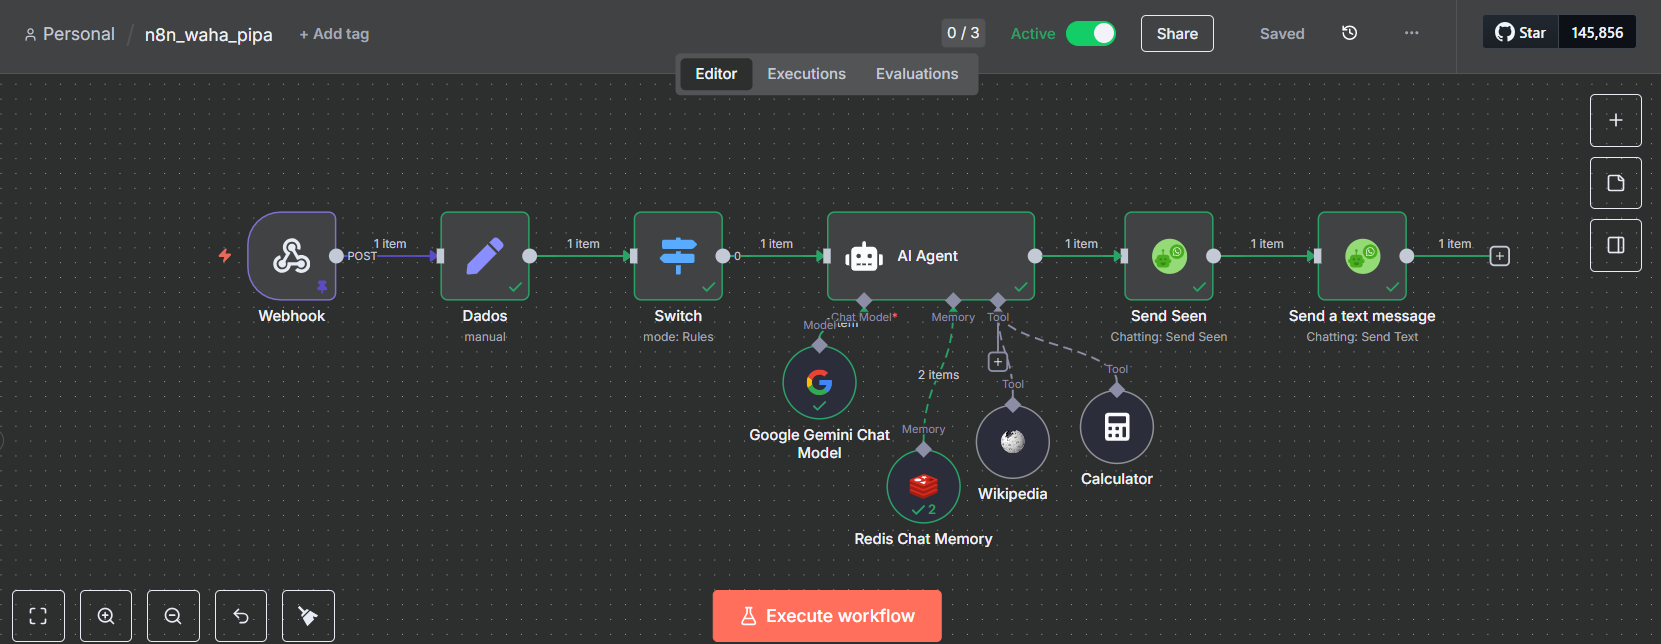 Personal / n8n_waha_pipa + Add tag
0 / 3 Active Share Saved ... Star 145,856
Editor Executions Evaluations
POST 1 item
1 item
0 1 item
1 item
1 item
1 item
AI Agent
Webhook
Dados
manual
Switch
mode: Rules
Chat Model*
Memory
Tool
Send Seen
Chatting: Send Seen
Send a text message
Chatting: Send Text
Model
item
2 items
Tool
Tool
Google Gemini Chat
Model
Memory
2
Redis Chat Memory
Wikipedia
Calculator
Execute workflow